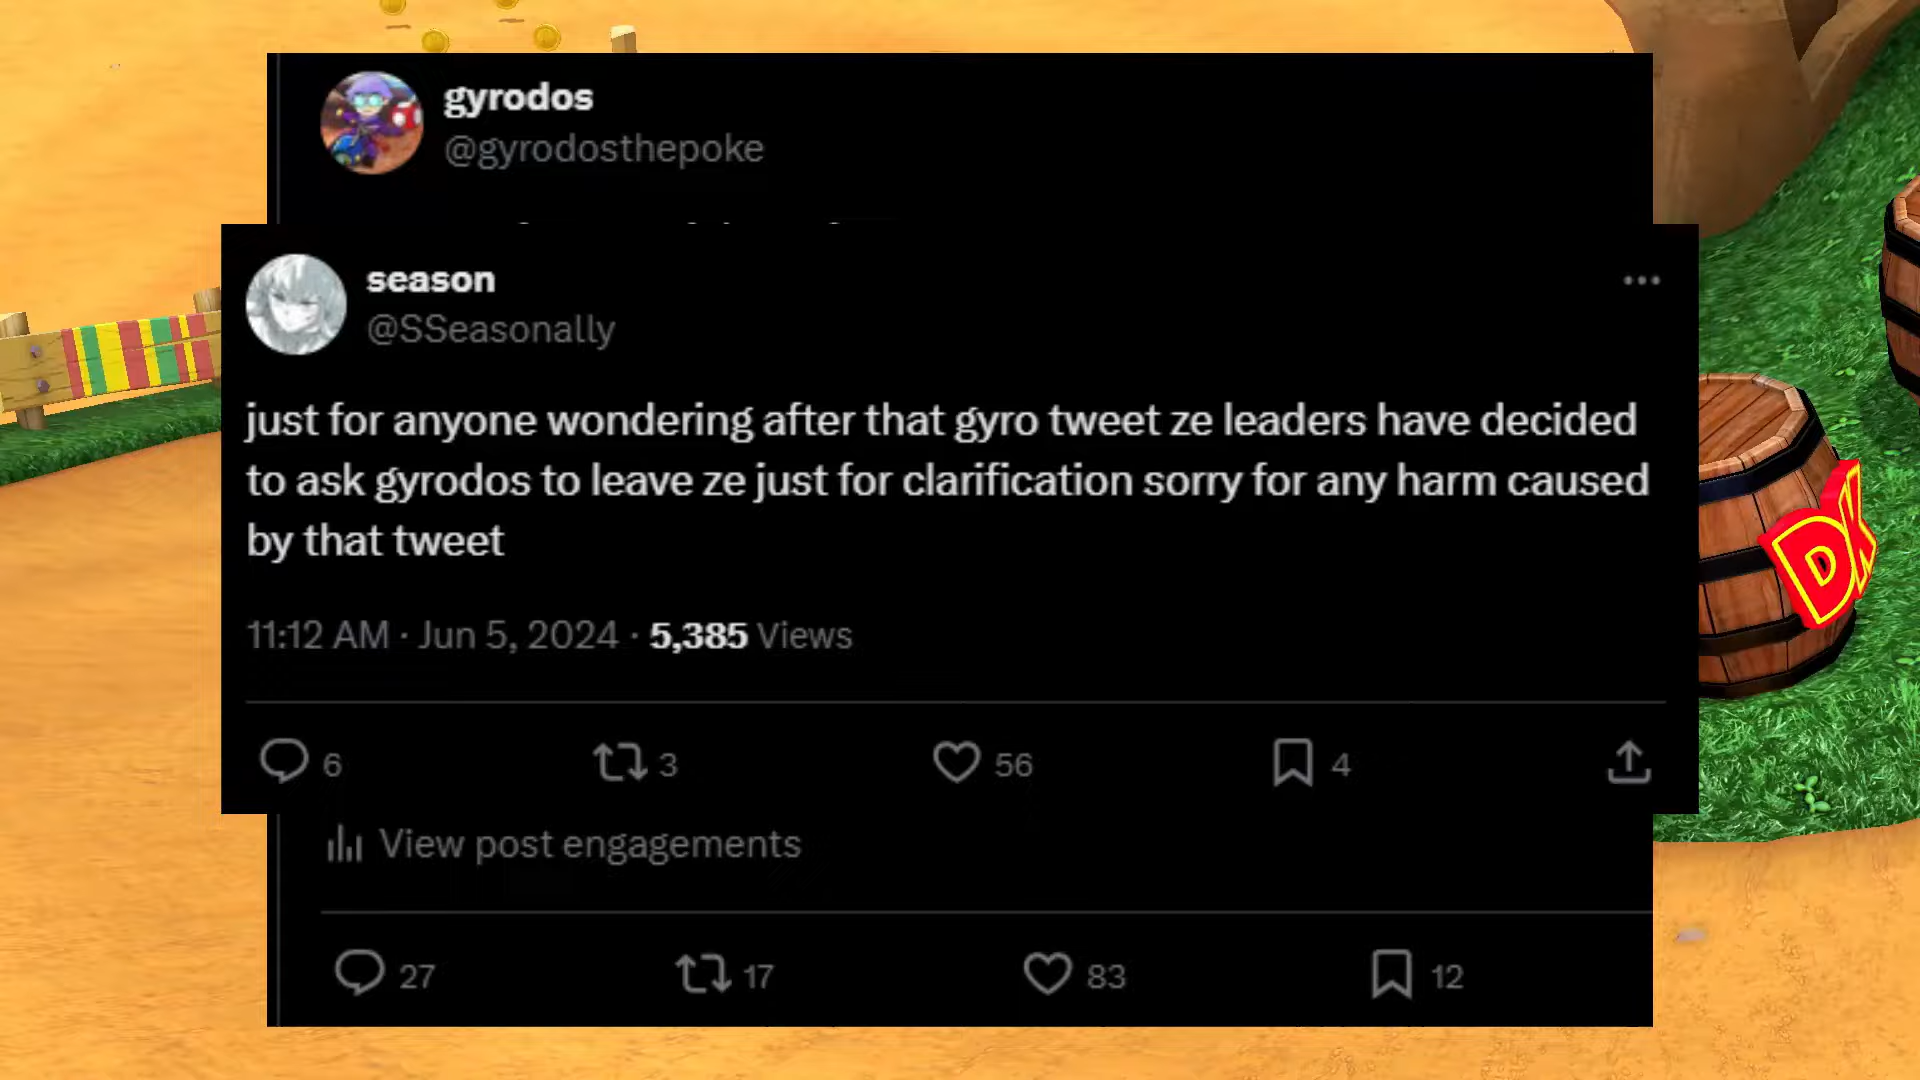 gyrodos
@gyrodosthepoke
season
@SSeasonally
just for anyone wondering after that gyro tweet ze leaders have decided
to ask gyrodos to leave ze just for clarification sorry for any harm caused
by that tweet
11:12 AM · Jun 5, 2024 · 5,385 Views
6 3 56 4
View post engagements
27 17 83 12
DK